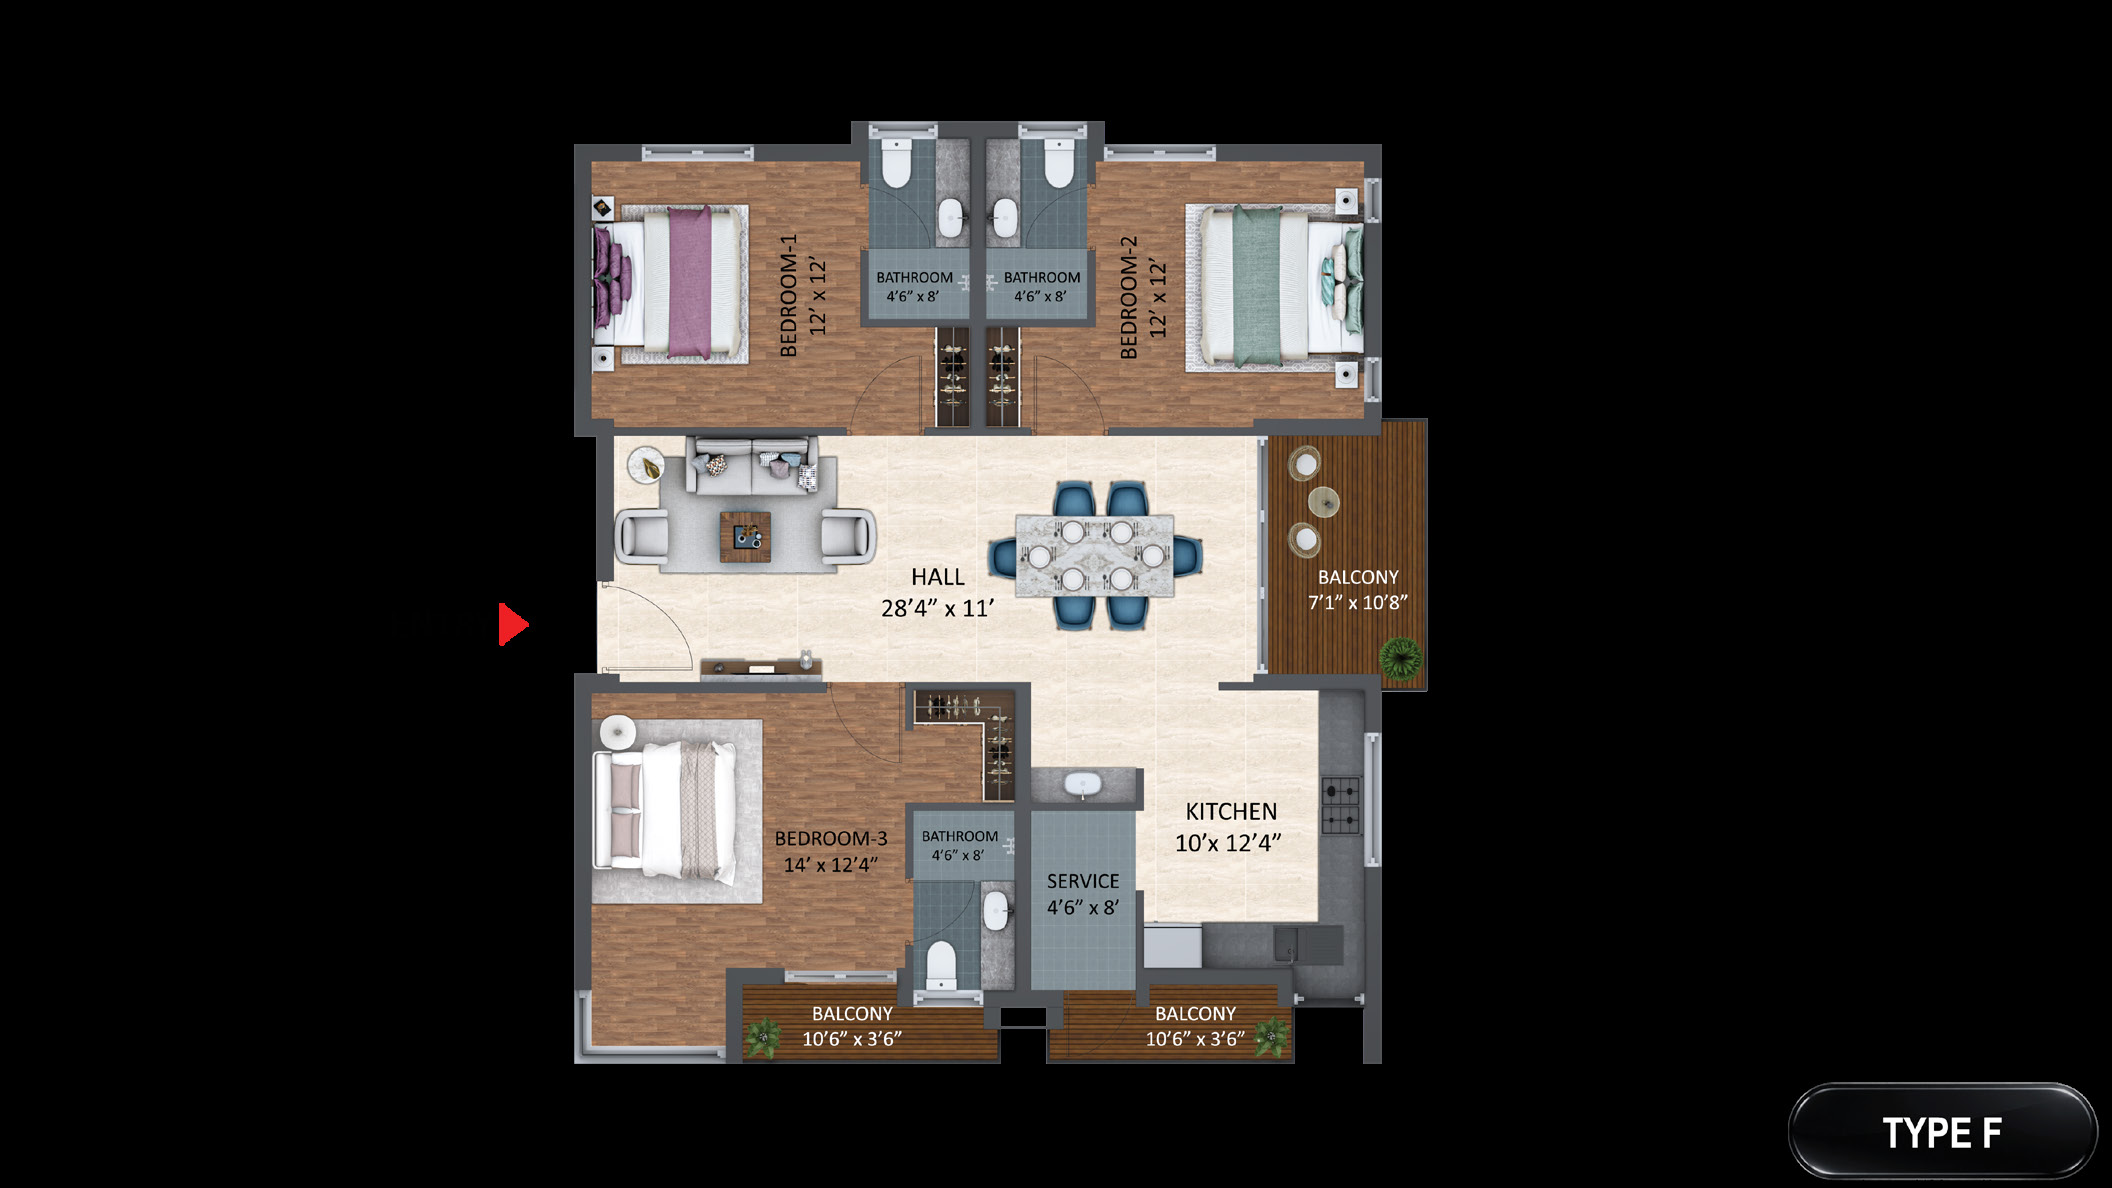 BEDROOM-1
12' x 12'
BATHROOM
4'6” x 8'
BATHROOM
4'6” x 8'
BEDROOM-2
12' x 12'
HALL
28'4” x 11'
BALCONY
7'1” x 10'8”
BEDROOM-3
14' x 12'4”
BATHROOM
4'6” x 8'
SERVICE
4'6” x 8'
KITCHEN
10'x 12'4”
BALCONY
10'6” x 3'6”
BALCONY
10'6” x 3'6”
TYPE F